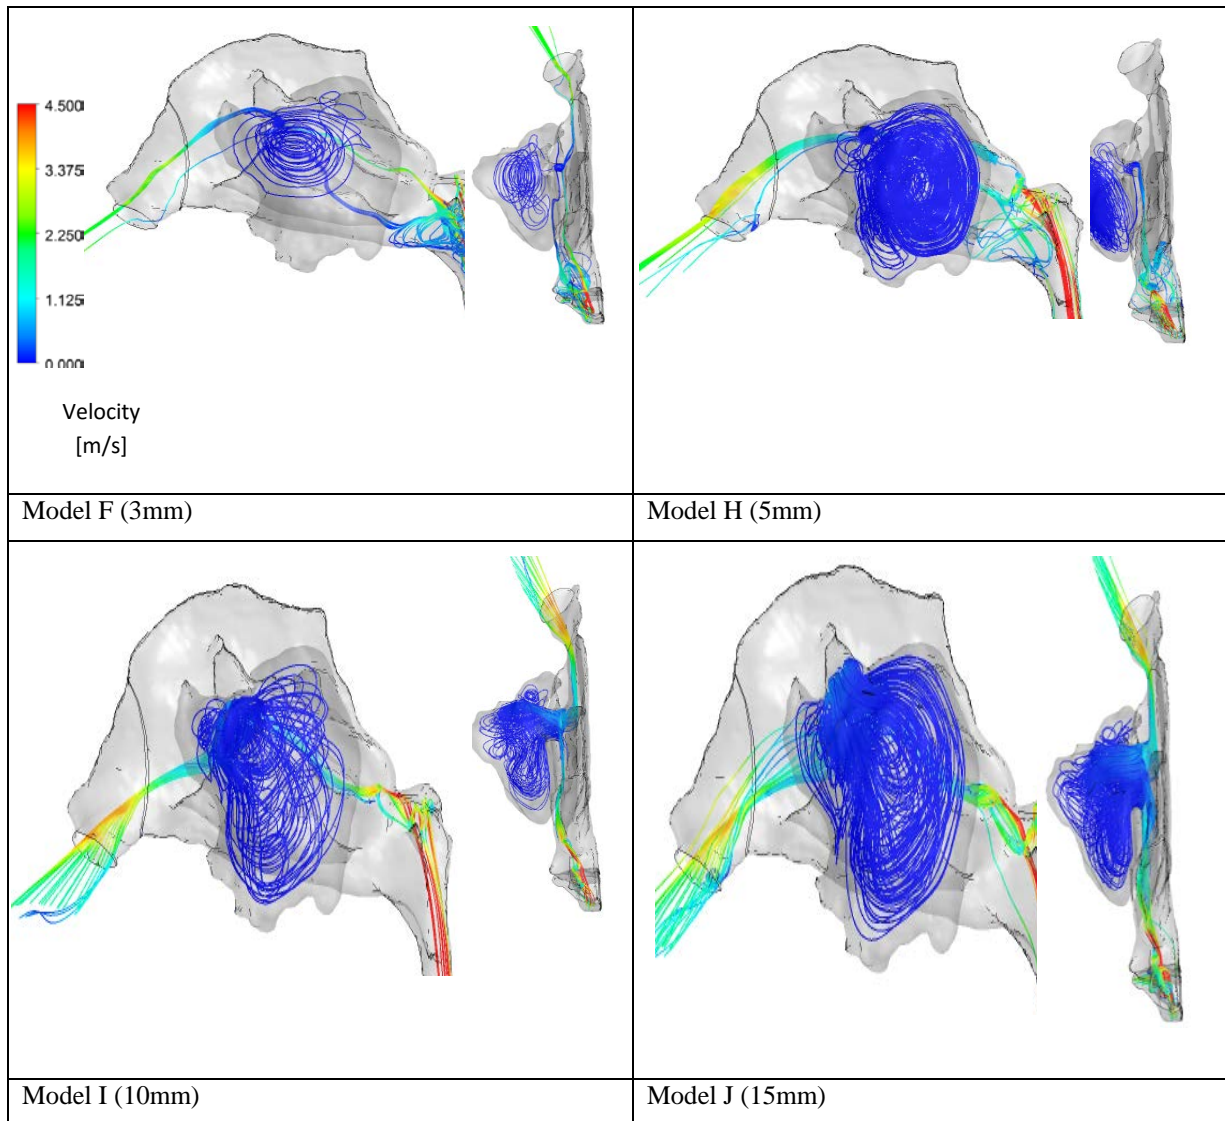 4.500
3.375
2.250
1.125
0.000
Velocity
[m/s]
Model F (3mm)
Model H (5mm)
Model I (10mm)
Model J (15mm)